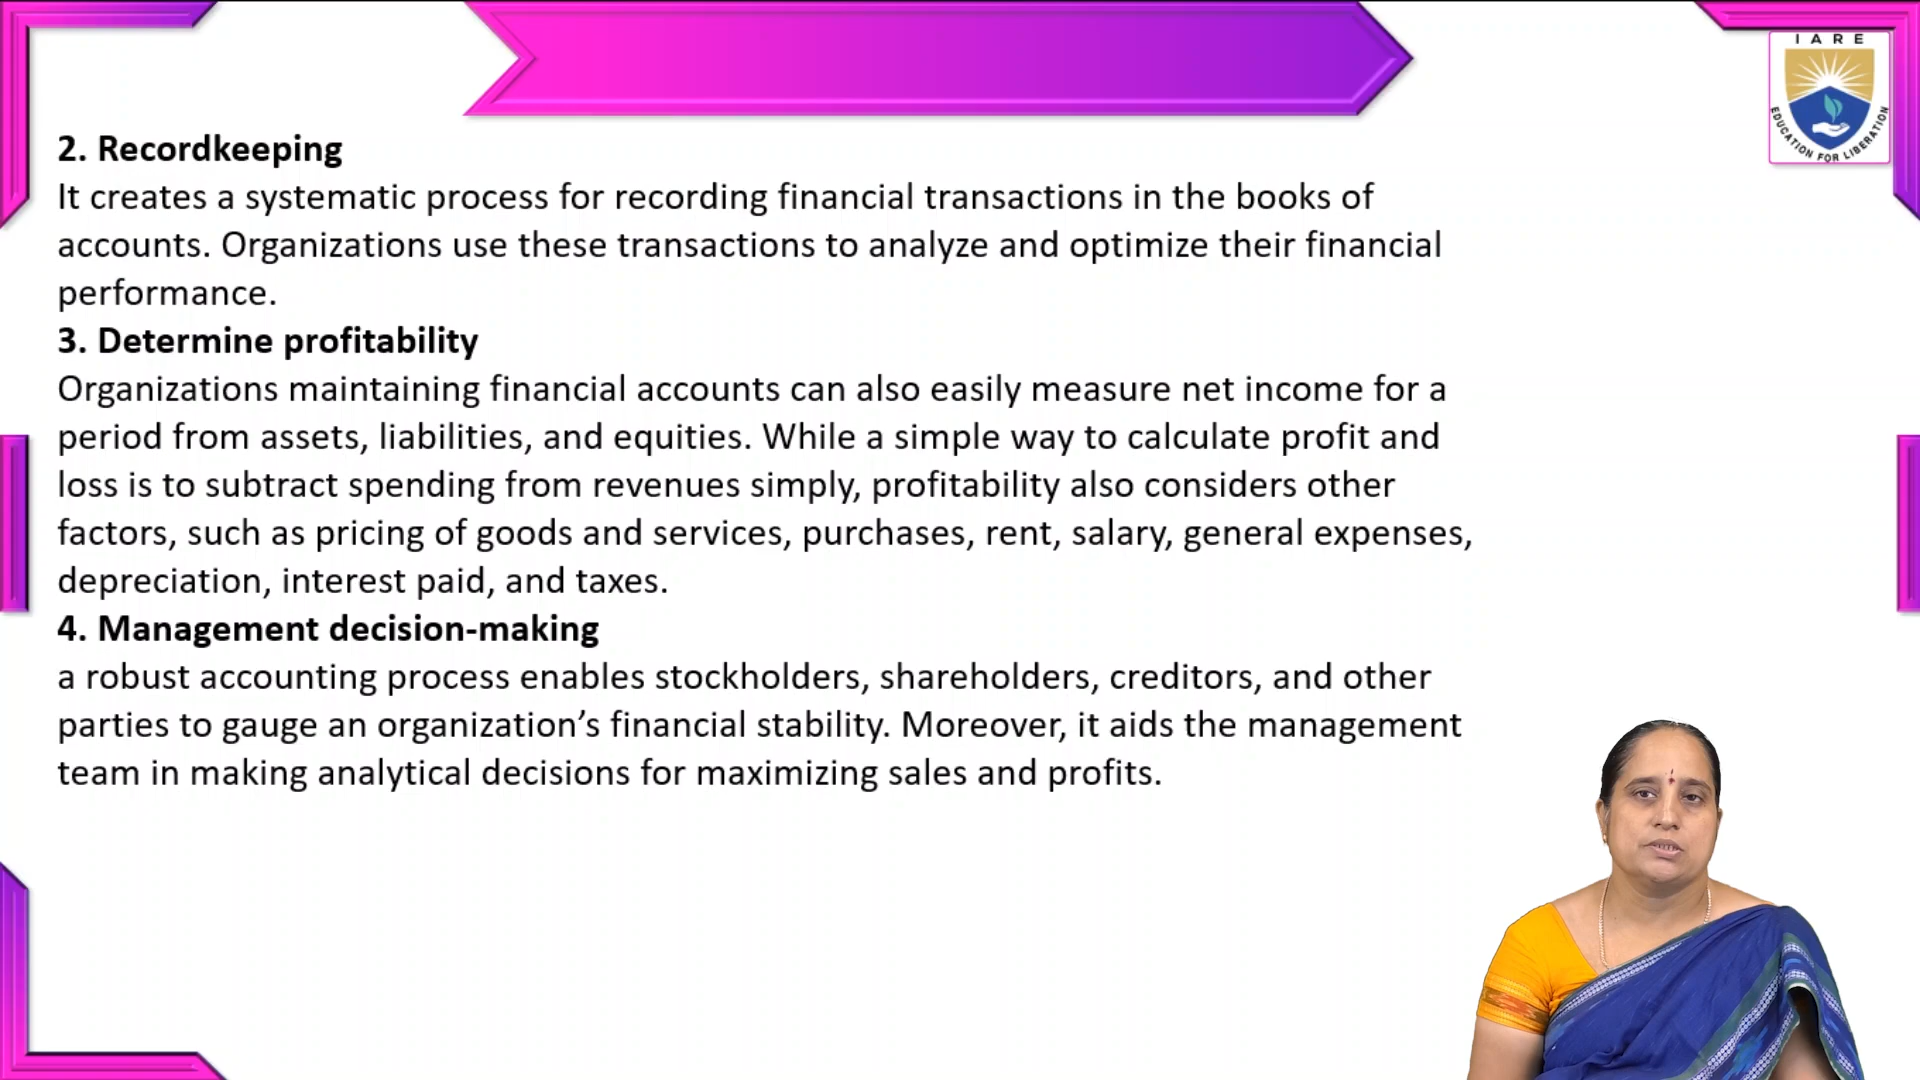 IARE
EDUCATION FOR LIBERATION
2. Recordkeeping
It creates a systematic process for recording financial transactions in the books of
accounts. Organizations use these transactions to analyze and optimize their financial
performance.
3. Determine profitability
Organizations maintaining financial accounts can also easily measure net income for a
period from assets, liabilities, and equities. While a simple way to calculate profit and
loss is to subtract spending from revenues simply, profitability also considers other
factors, such as pricing of goods and services, purchases, rent, salary, general expenses,
depreciation, interest paid, and taxes.
4. Management decision-making
a robust accounting process enables stockholders, shareholders, creditors, and other
parties to gauge an organization’s financial stability. Moreover, it aids the management
team in making analytical decisions for maximizing sales and profits.